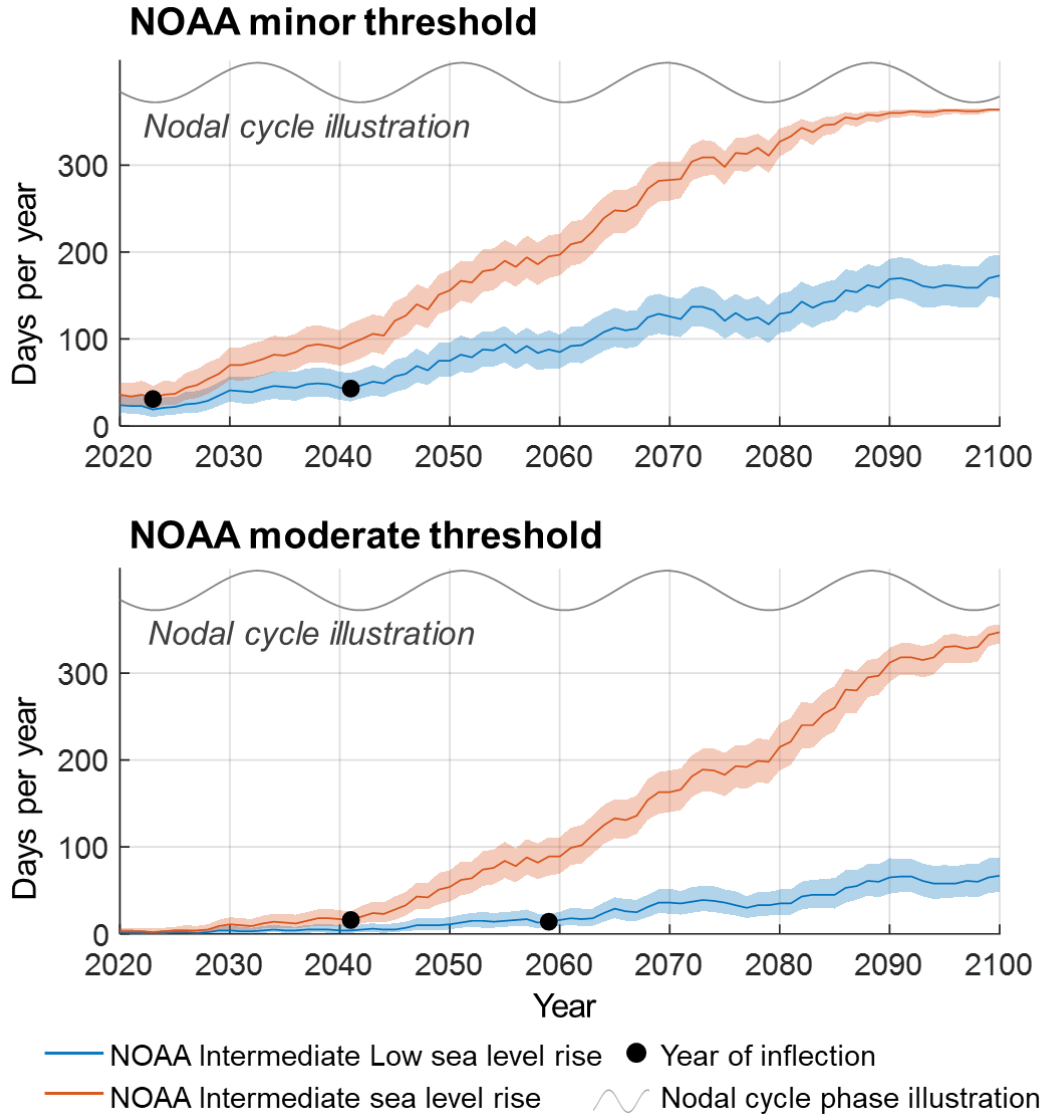 NOAA minor threshold
Nodal cycle illustration
Days per year
300
200
100
0
2020 2030 2040 2050 2060 2070 2080 2090 2100
NOAA moderate threshold
Nodal cycle illustration
Days per year
300
200
100
0
2020 2030 2040 2050 2060 2070 2080 2090 2100
Year
NOAA Intermediate Low sea level rise
Year of inflection
NOAA Intermediate sea level rise
Nodal cycle phase illustration